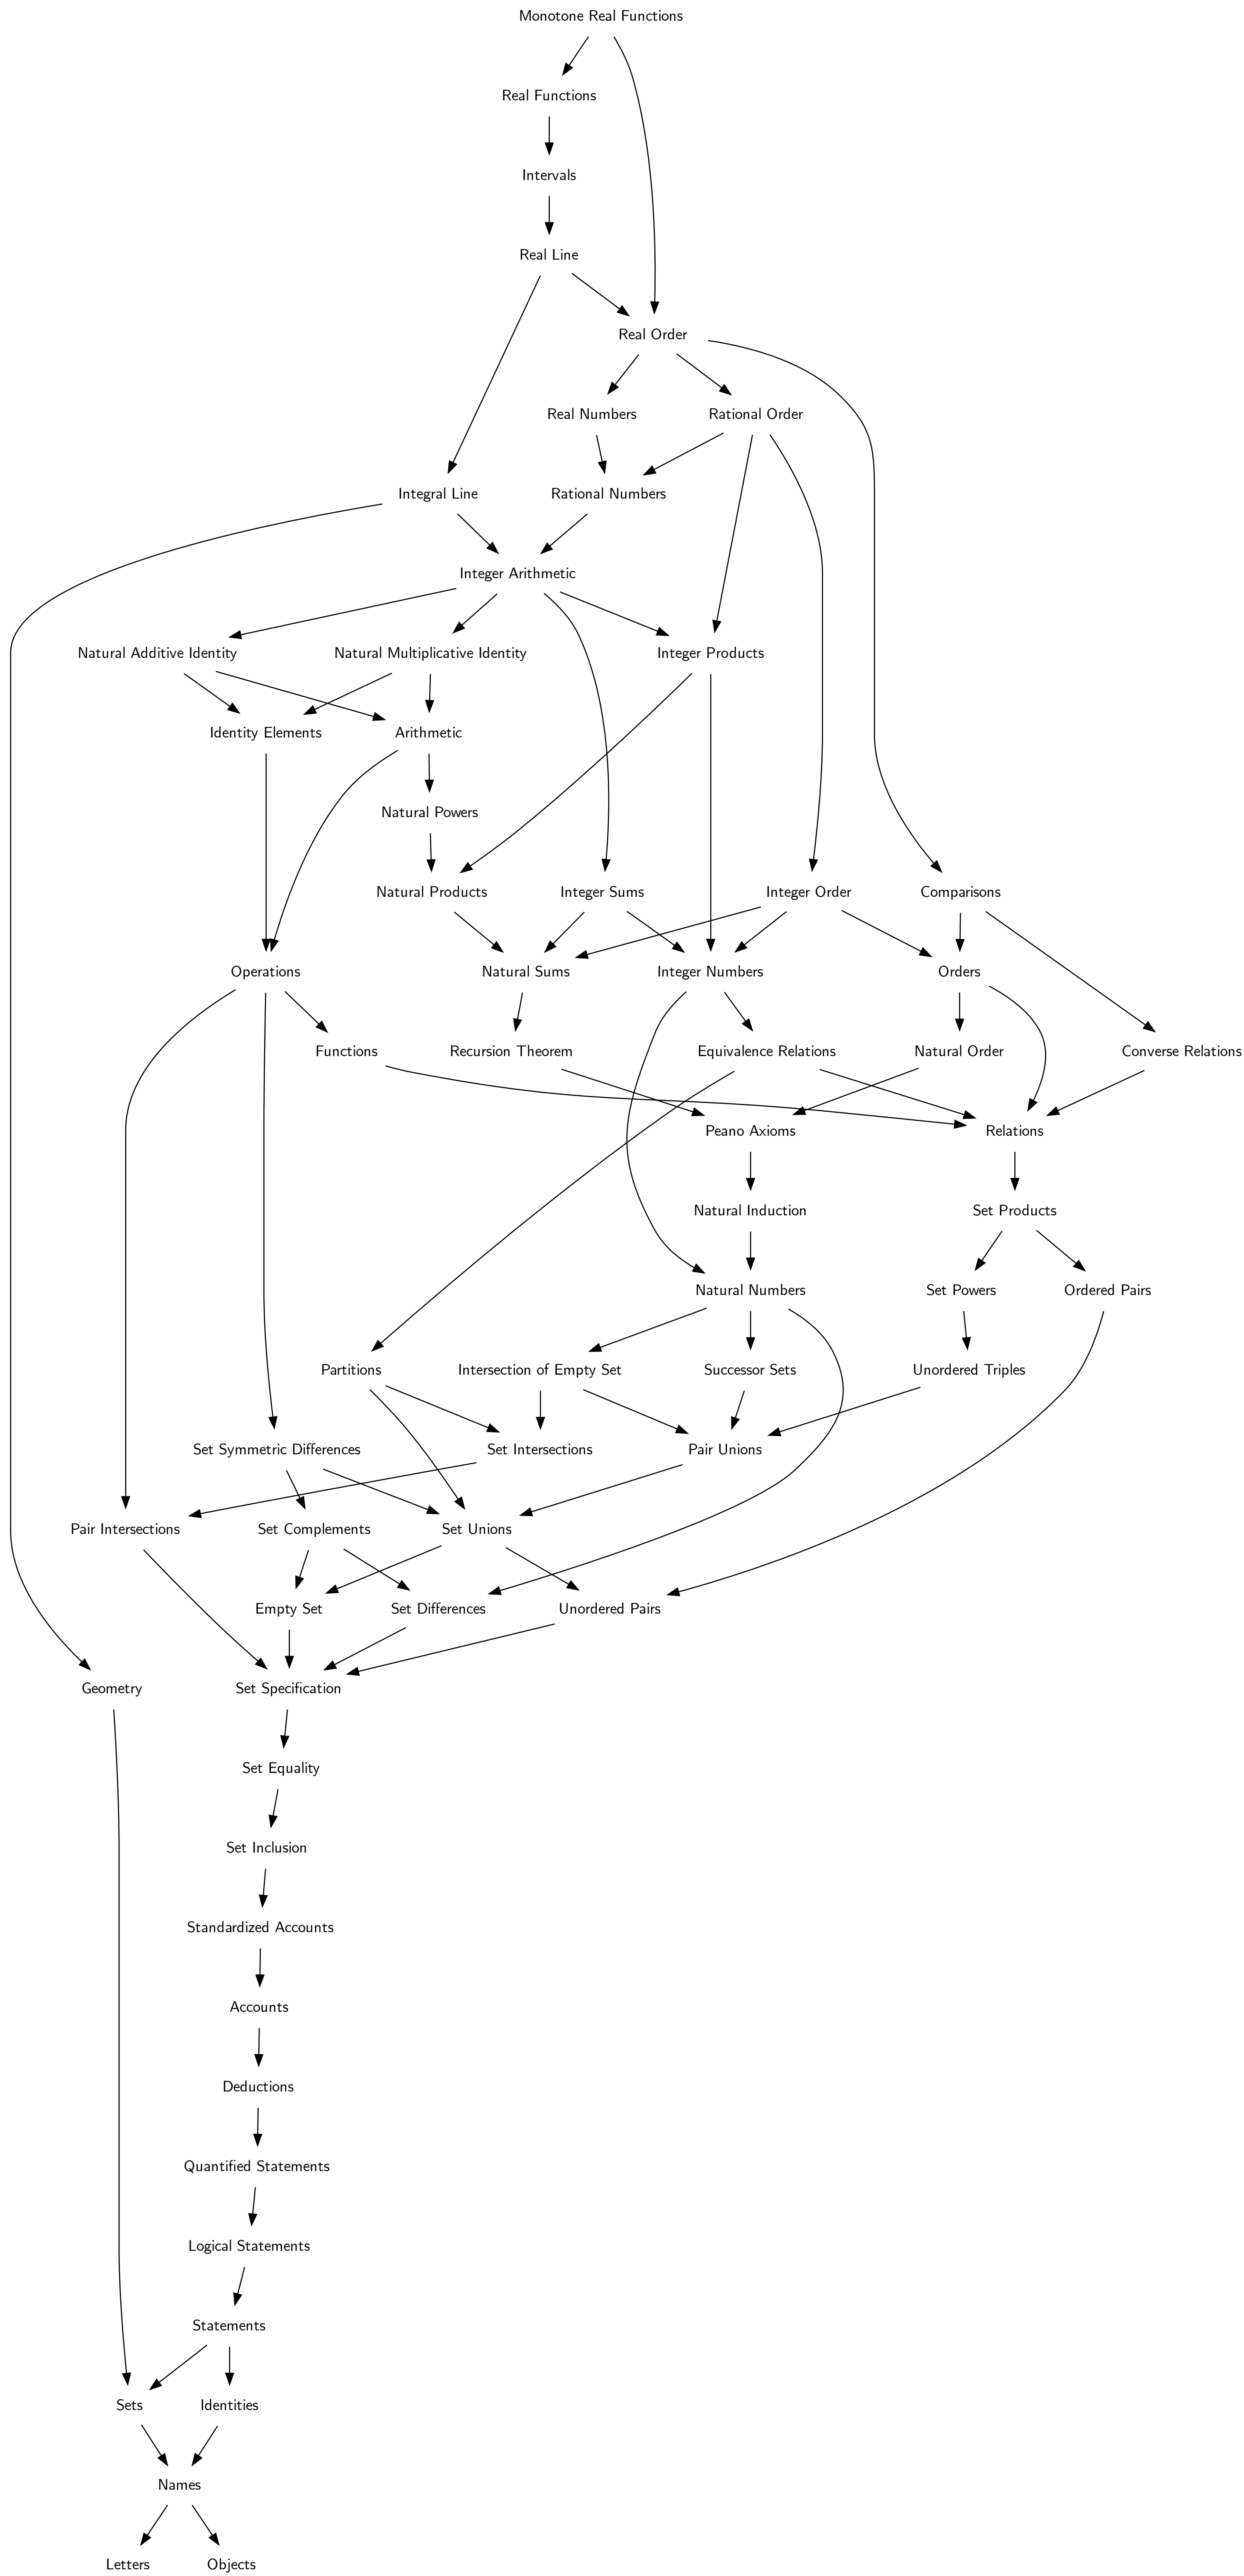 Monotone Real Functions
Real Functions
Intervals
Real Line
Real Order
Real Numbers
Rational Order
Integral Line
Rational Numbers
Integer Arithmetic
Natural Additive Identity
Natural Multiplicative Identity
Integer Products
Identity Elements
Arithmetic
Natural Powers
Natural Products
Integer Sums
Integer Order
Comparisons
Operations
Natural Sums
Integer Numbers
Orders
Functions
Recursion Theorem
Equivalence Relations
Natural Order
Converse Relations
Peano Axioms
Relations
Natural Induction
Set Products
Natural Numbers
Set Powers
Ordered Pairs
Partitions
Intersection of Empty Set
Successor Sets
Unordered Triples
Set Symmetric Differences
Set Intersections
Pair Unions
Pair Intersections
Set Complements
Set Unions
Empty Set
Set Differences
Unordered Pairs
Geometry
Set Specification
Set Equality
Set Inclusion
Standardized Accounts
Accounts
Deductions
Quantified Statements
Logical Statements
Statements
Sets
Identities
Names
Letters
Objects